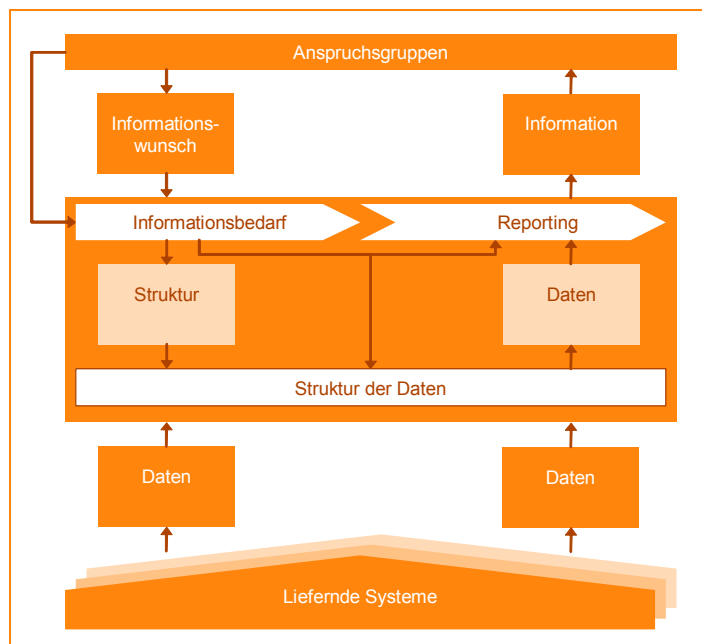 Anspruchsgruppen
Informations-
wunsch
Information
Informationsbedarf
Reporting
Struktur
Daten
Struktur der Daten
Daten
Daten
Liefernde Systeme